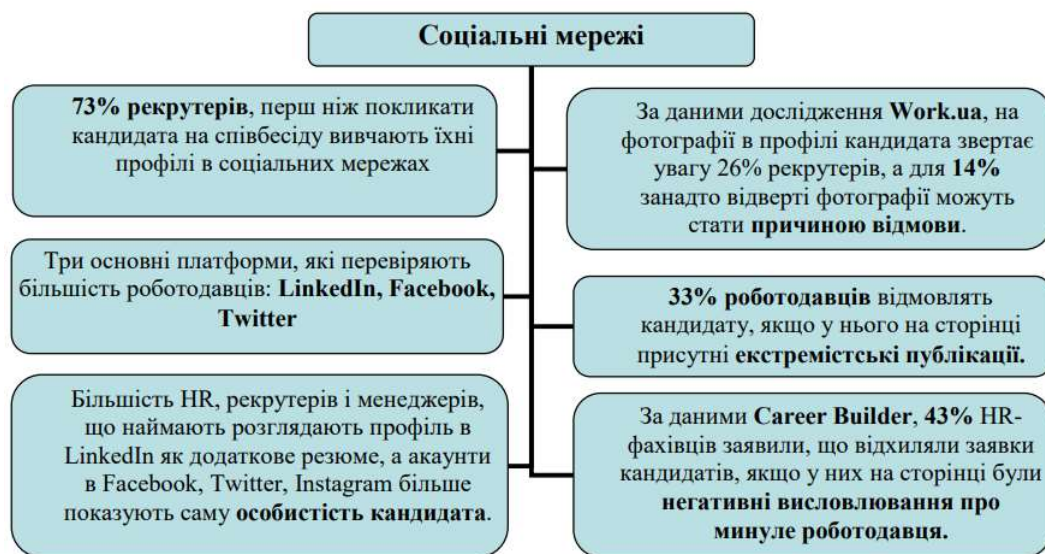 Соціальні мережі
73% рекрутерів, перш ніж покликати
кандидата на співбесіду вивчають їхні
профілі в соціальних мережах
За даними дослідження Work.ua, на
фотографії в профілі кандидата звертає
увагу 26% рекрутерів, а для 14%
занадто відверті фотографії можуть
стати причиною відмови.
Три основні платформи, які перевіряють
більшість роботодавців: LinkedIn, Facebook,
Twitter
33% роботодавців відмовлять
кандидату, якщо у нього на сторінці
присутні екстремістські публікації.
Більшість HR, рекрутерів і менеджерів,
що наймають розглядають профіль в
LinkedIn як додаткове резюме, а акаунти
в Facebook, Twitter, Instagram більше
показують саму особистість кандидата.
За даними Career Builder, 43% HR-
фахівців заявили, що відхиляли заявки
кандидатів, якщо у них на сторінці були
негативні висловлювання про
минуле роботодавця.